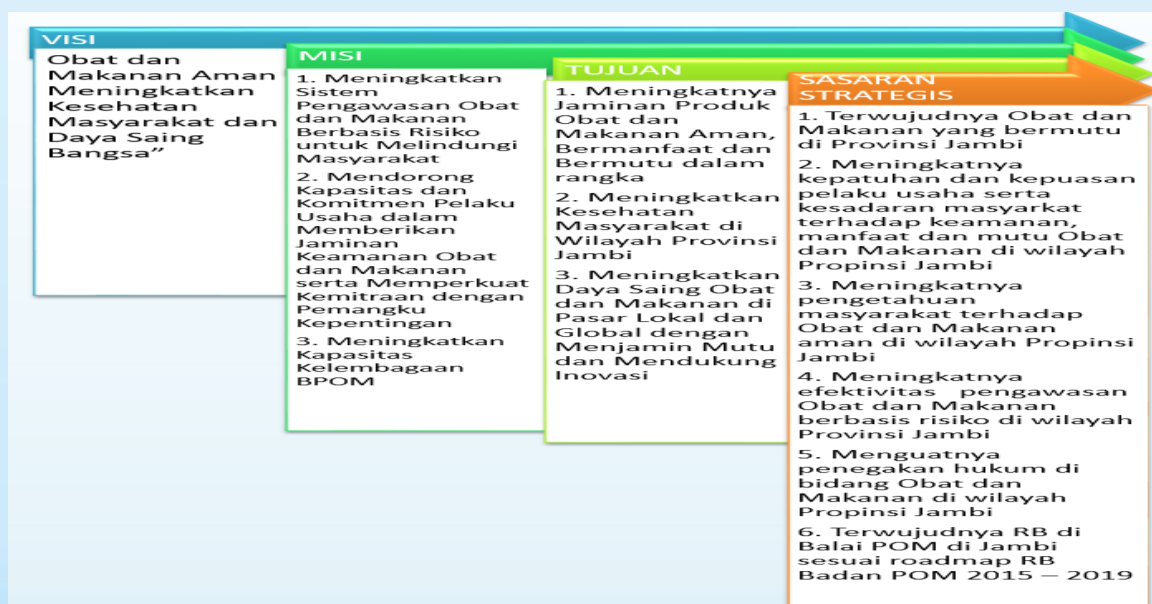 VISI
Obat dan
Makanan Aman
Meningkatkan
Kesehatan
Masyarakat dan
Daya Saing
Bangsa”
MISI
1. Meningkatkan
Sistem
Pengawasan Obat
dan Makanan
Berbasis Risiko
untuk Melindungi
Masyarakat
2. Mendorong
Kapasitas dan
Komitmen Pelaku
Usaha dalam
Memberikan
Jaminan
Keamanan Obat
dan Makanan
serta Memperkuat
Kemitraan dengan
Pemangku
Kepentingan
3. Meningkatkan
Kapasitas
Kelembagaan
BPOM
TUJUAN
1. Meningkatnya
Jaminan Produk
Obat dan
Makanan Aman,
Bermanfaat dan
Bermutu dalam
rangka
2. Meningkatkan
Kesehatan
Masyarakat di
Wilayah Provinsi
Jambi
3. Meningkatkan
Daya Saing Obat
dan Makanan di
Pasar Lokal dan
Global dengan
Menjamin Mutu
dan Mendukung
Inovasi
SASARAN
STRATEGIS
1. Terwujudnya Obat dan
Makanan yang bermutu
di Provinsi Jambi
2. Meningkatnya
kepatuhan dan kepuasan
pelaku usaha serta
kesadaran masyarkat
terhadap keamanan,
manfaat dan mutu Obat
dan Makanan di wilayah
Propinsi Jambi
3. Meningkatnya
pengetahuan
masyarakat terhadap
Obat dan Makanan
aman di wilayah Propinsi
Jambi
4. Meningkatnya
efektivitas pengawasan
Obat dan Makanan
berbasis risiko di wilayah
Provinsi Jambi
5. Menguatnya
penegakan hukum di
bidang Obat dan
Makanan di wilayah
Propinsi Jambi
6. Terwujudnya RB di
Balai POM di Jambi
sesuai roadmap RB
Badan POM 2015 – 2019